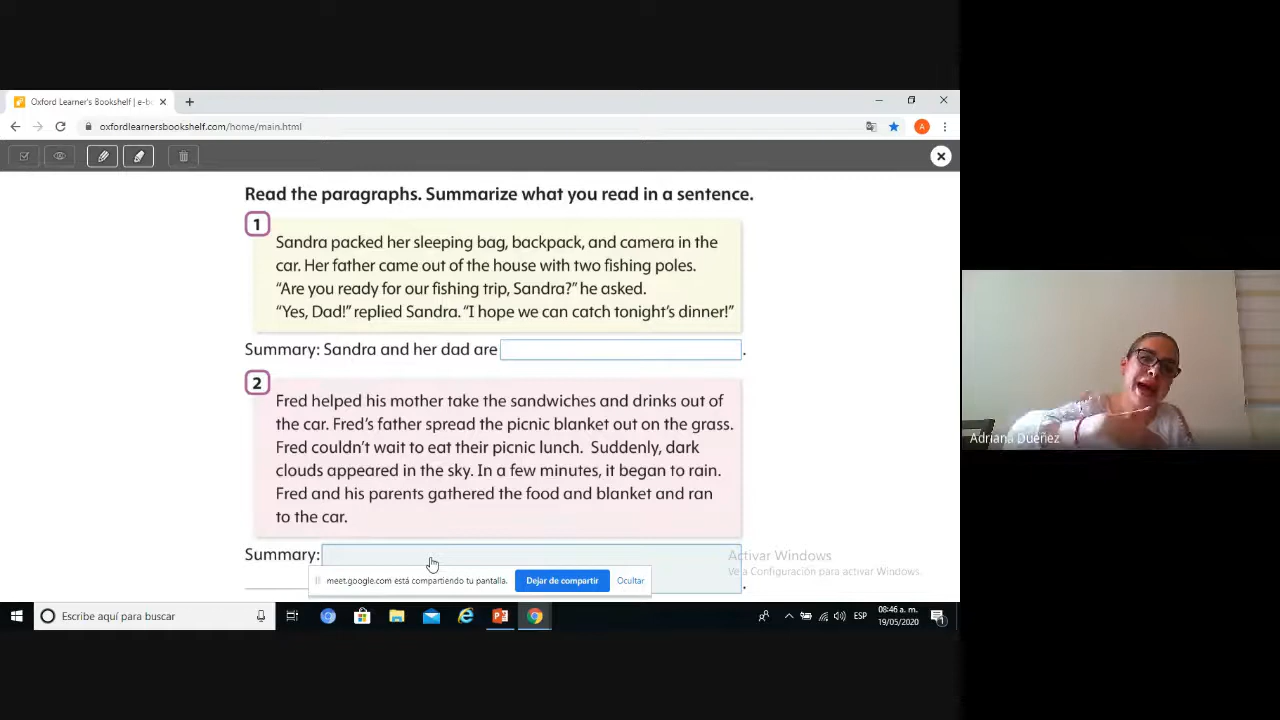 Oxford Learner's Bookshelf | e-b
oxfordlearnersbookshelf.com/home/main.html
A
Read the paragraphs. Summarize what you read in a sentence.
1
Sandra packed her sleeping bag, backpack, and camera in the
car. Her father came out of the house with two fishing poles.
“Are you ready for our fishing trip, Sandra?” he asked.
“Yes, Dad!” replied Sandra. “I hope we can catch tonight’s dinner!”
Summary: Sandra and her dad are .
2
Fred helped his mother take the sandwiches and drinks out of
the car. Fred’s father spread the picnic blanket out on the grass.
Fred couldn’t wait to eat their picnic lunch. Suddenly, dark
clouds appeared in the sky. In a few minutes, it began to rain.
Fred and his parents gathered the food and blanket and ran
to the car.
Summary:
.
Activar Windows
Ve a Configuración para activar Windows.
meet.google.com está compartiendo tu pantalla.
Dejar de compartir
Ocultar
Escribe aquí para buscar
ESP
08:46 a. m.
19/05/2020
1
Adriana Dueñez